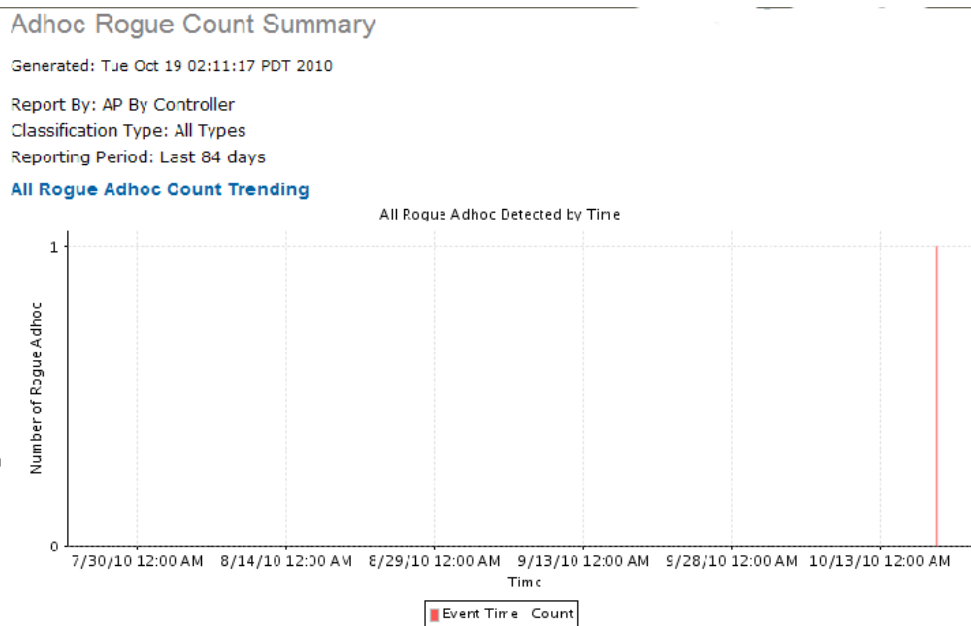 Adhoc Rogue Count Summary
Generated: Tue Oct 19 02:11:17 PDT 2010
Report By: AP By Controller
Classification Type: All Types
Reporting Period: Last 84 days
All Rogue Adhoc Count Trending
All Rogue Adhoc Detected by Time
Number of Rogue Adhoc
1
0
7/30/10 12:00 AM 8/14/10 12:00 AM 8/29/10 12:00 AM 9/13/10 12:00 AM 9/28/10 12:00 AM 10/13/10 12:00 AM
Time
Event Time Count